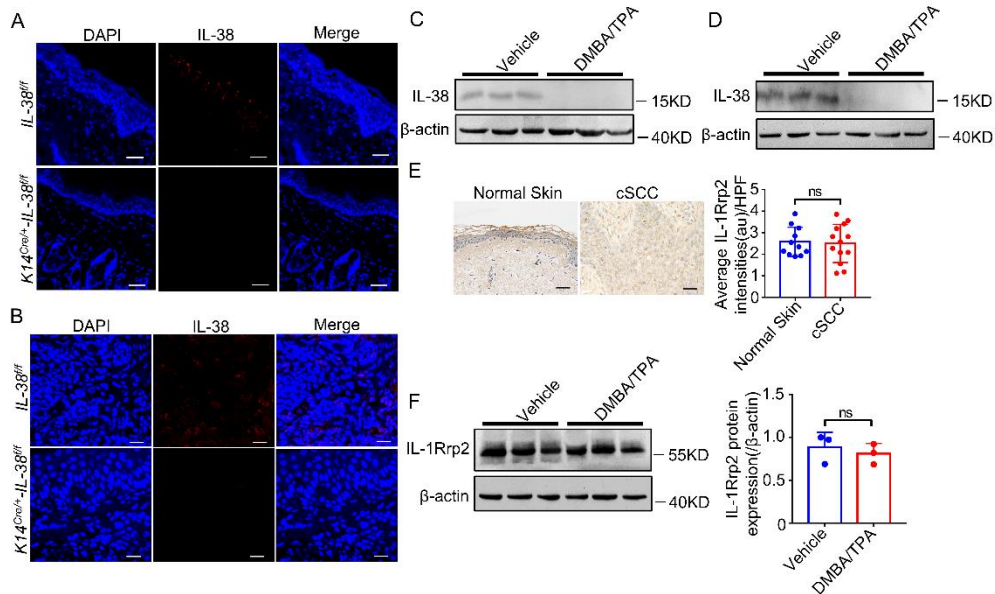 A
DAPI IL-38 Merge
IL-38f/f
K14Cre/+-IL-38f/f
B
DAPI IL-38 Merge
IL-38f/f
K14Cre/+-IL-38f/f
C
Vehicle DMBA/TPA
IL-38
15KD
β-actin
40KD
D
Vehicle DMBA/TPA
IL-38
15KD
β-actin
40KD
E
Normal Skin cSCC
Average IL-1Rrp2
intensities(au)/HPF
5
4
3
2
1
0
ns
Normal Skin
cSCC
F
Vehicle DMBA/TPA
IL-1Rrp2
55KD
β-actin
40KD
IL-1Rrp2 protein
expression(/β-actin)
1.5
1.0
0.5
0.0
ns
Vehicle
DMBA/TPA